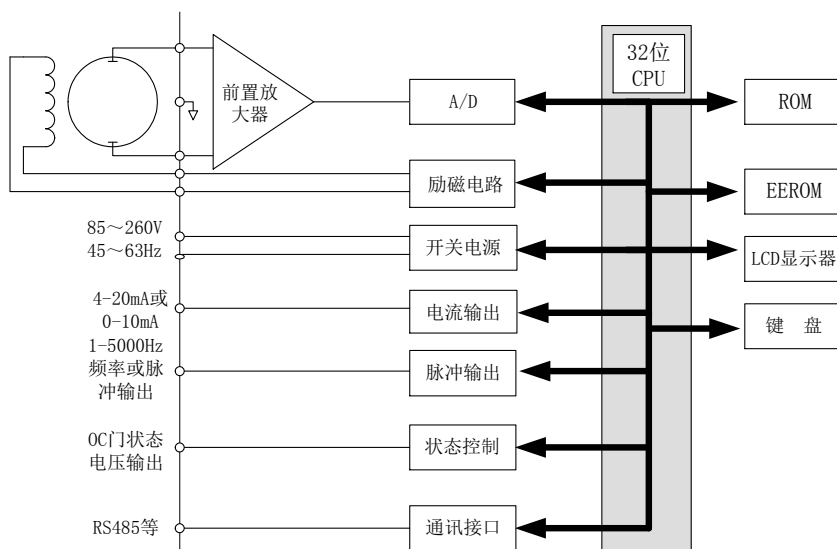 32位
CPU
前置放
大器
A/D
ROM
励磁电路
EEROM
85～260V
45～63Hz
开关电源
LCD显示器
4-20mA或
0-10mA
电流输出
键 盘
1-5000Hz
频率或脉
冲输出
脉冲输出
OC门状态
电压输出
状态控制
RS485等
通讯接口